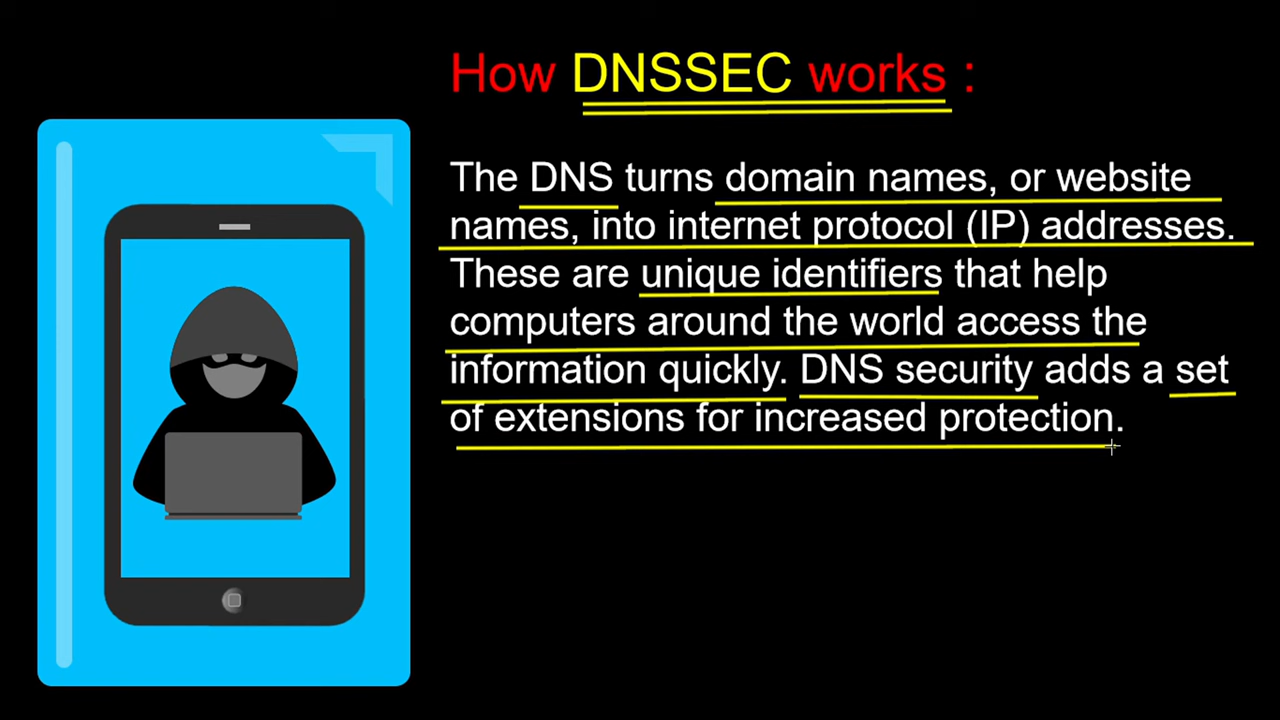 How DNSSEC works :
The DNS turns domain names, or website
names, into internet protocol (IP) addresses.
These are unique identifiers that help
computers around the world access the
information quickly. DNS security adds a set
of extensions for increased protection.